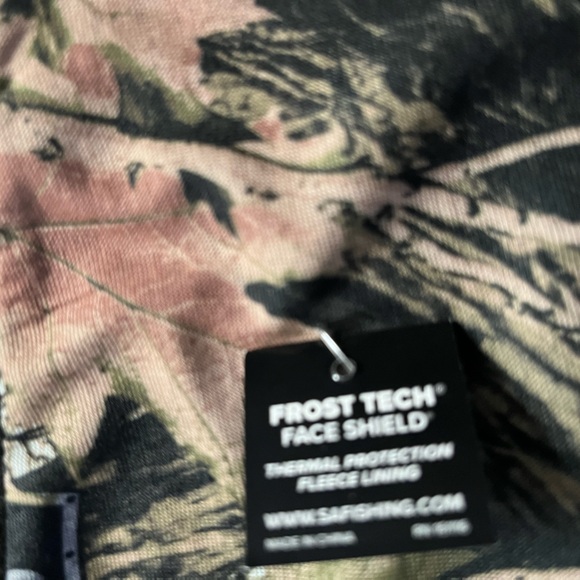 FROST TECH®
FACE SHIELD®
THERMAL PROTECTION
FLEECE LINING
WWW.SAFISHING.COM
MADE IN CHINA